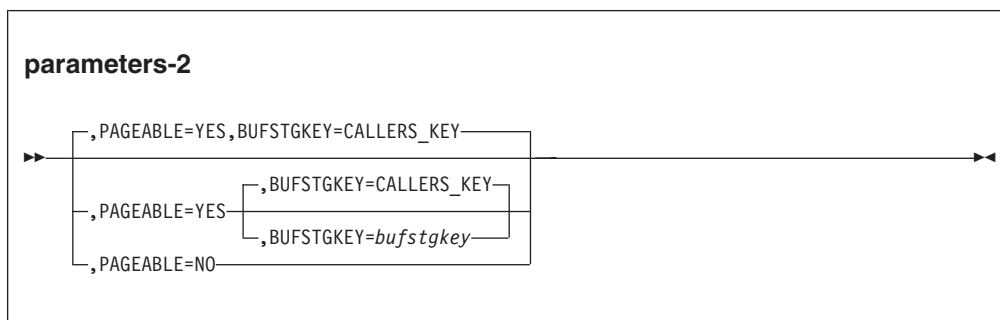 parameters-2
,PAGEABLE=YES,BUFSTGKEY=CALLERS_KEY
,BUFSTGKEY=CALLERS_KEY
,PAGEABLE=YES
,BUFSTGKEY=bufstgkey
,PAGEABLE=NO